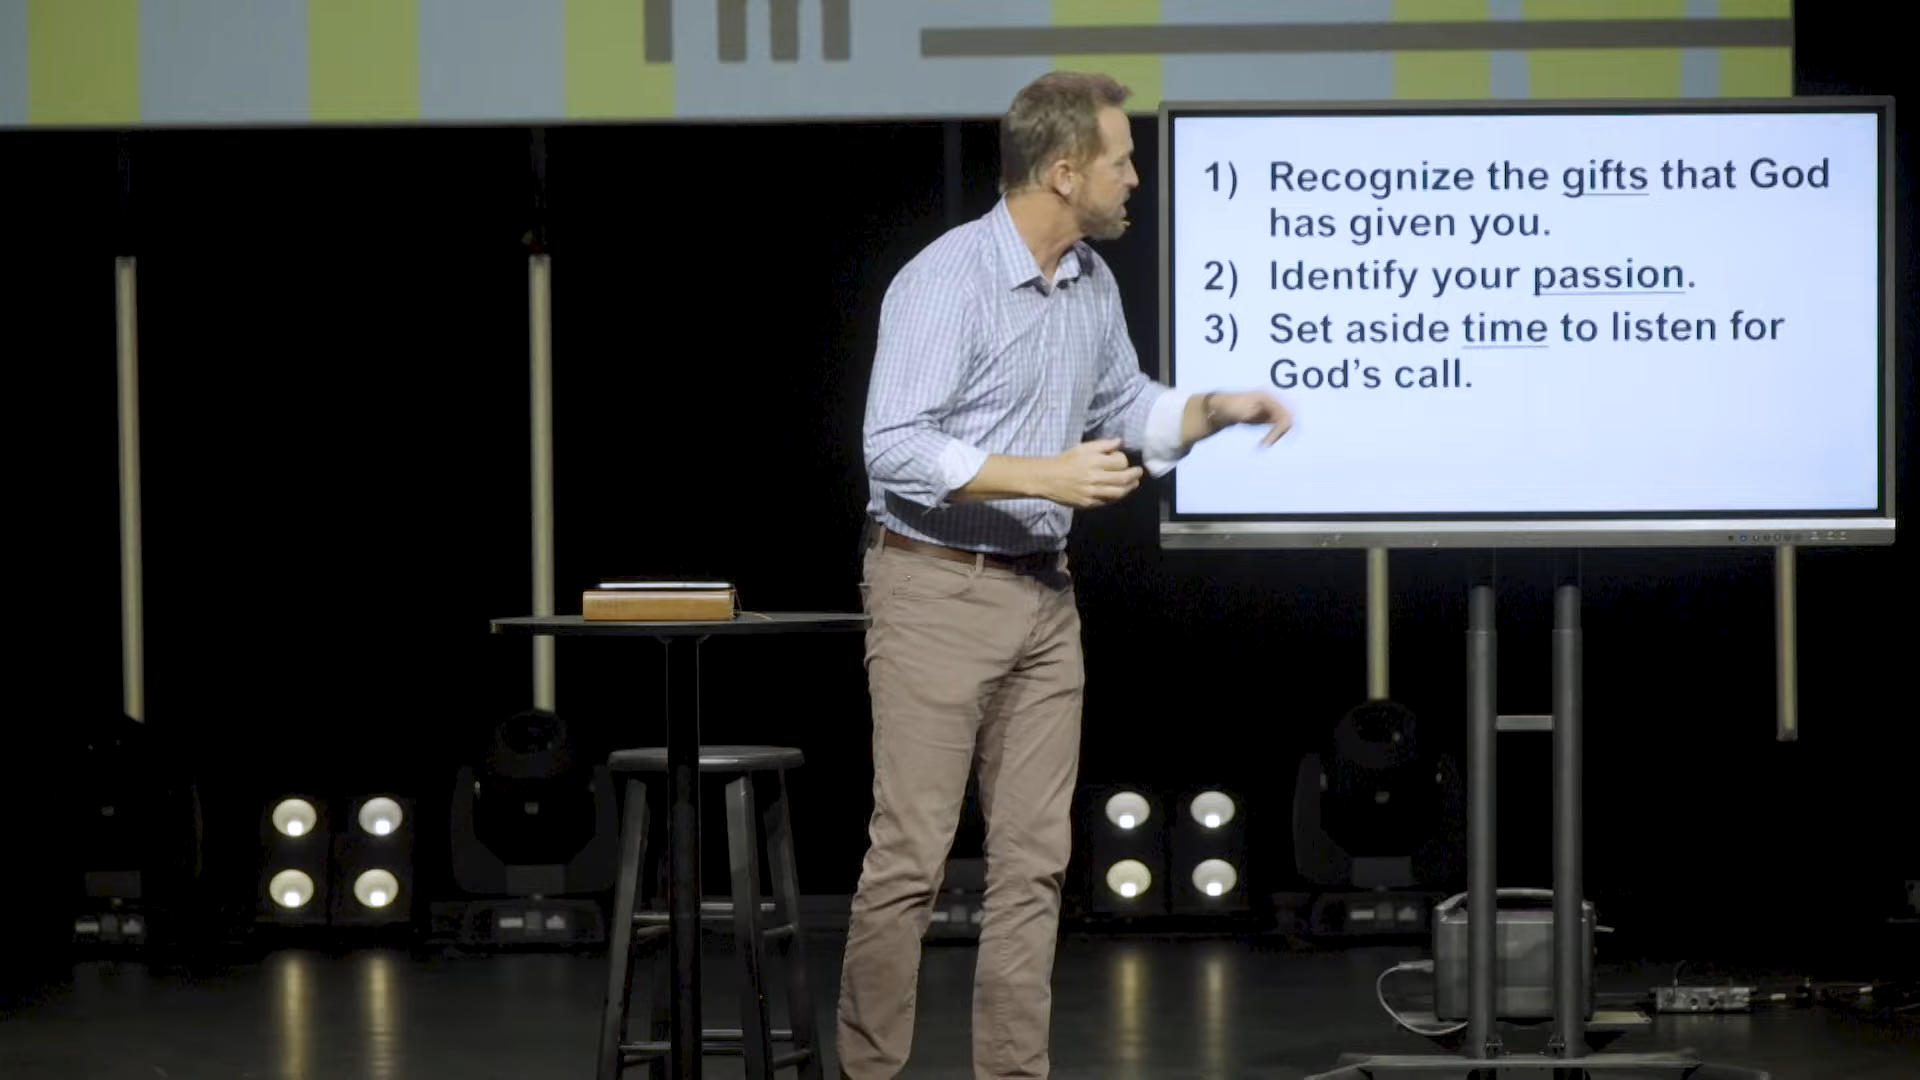 1) Recognize the gifts that God
has given you.
2) Identify your passion.
3) Set aside time to listen for
God's call.